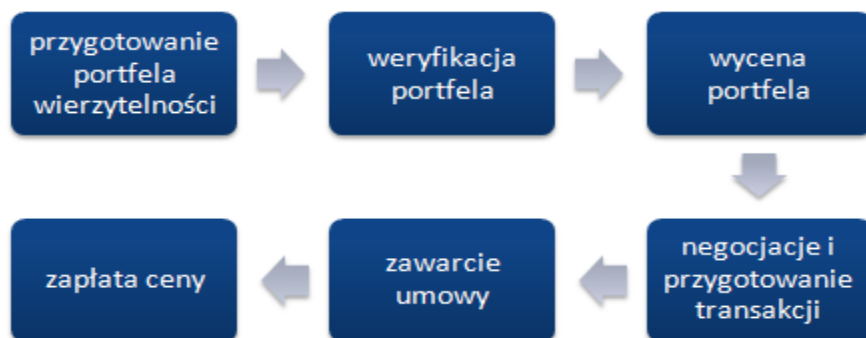 przygotowanie
portfela
wierzytelności
weryfikacja
portfela
wycena
portfela
negocjacje i
przygotowanie
transakcji
zawarcie
umowy
zapłata ceny